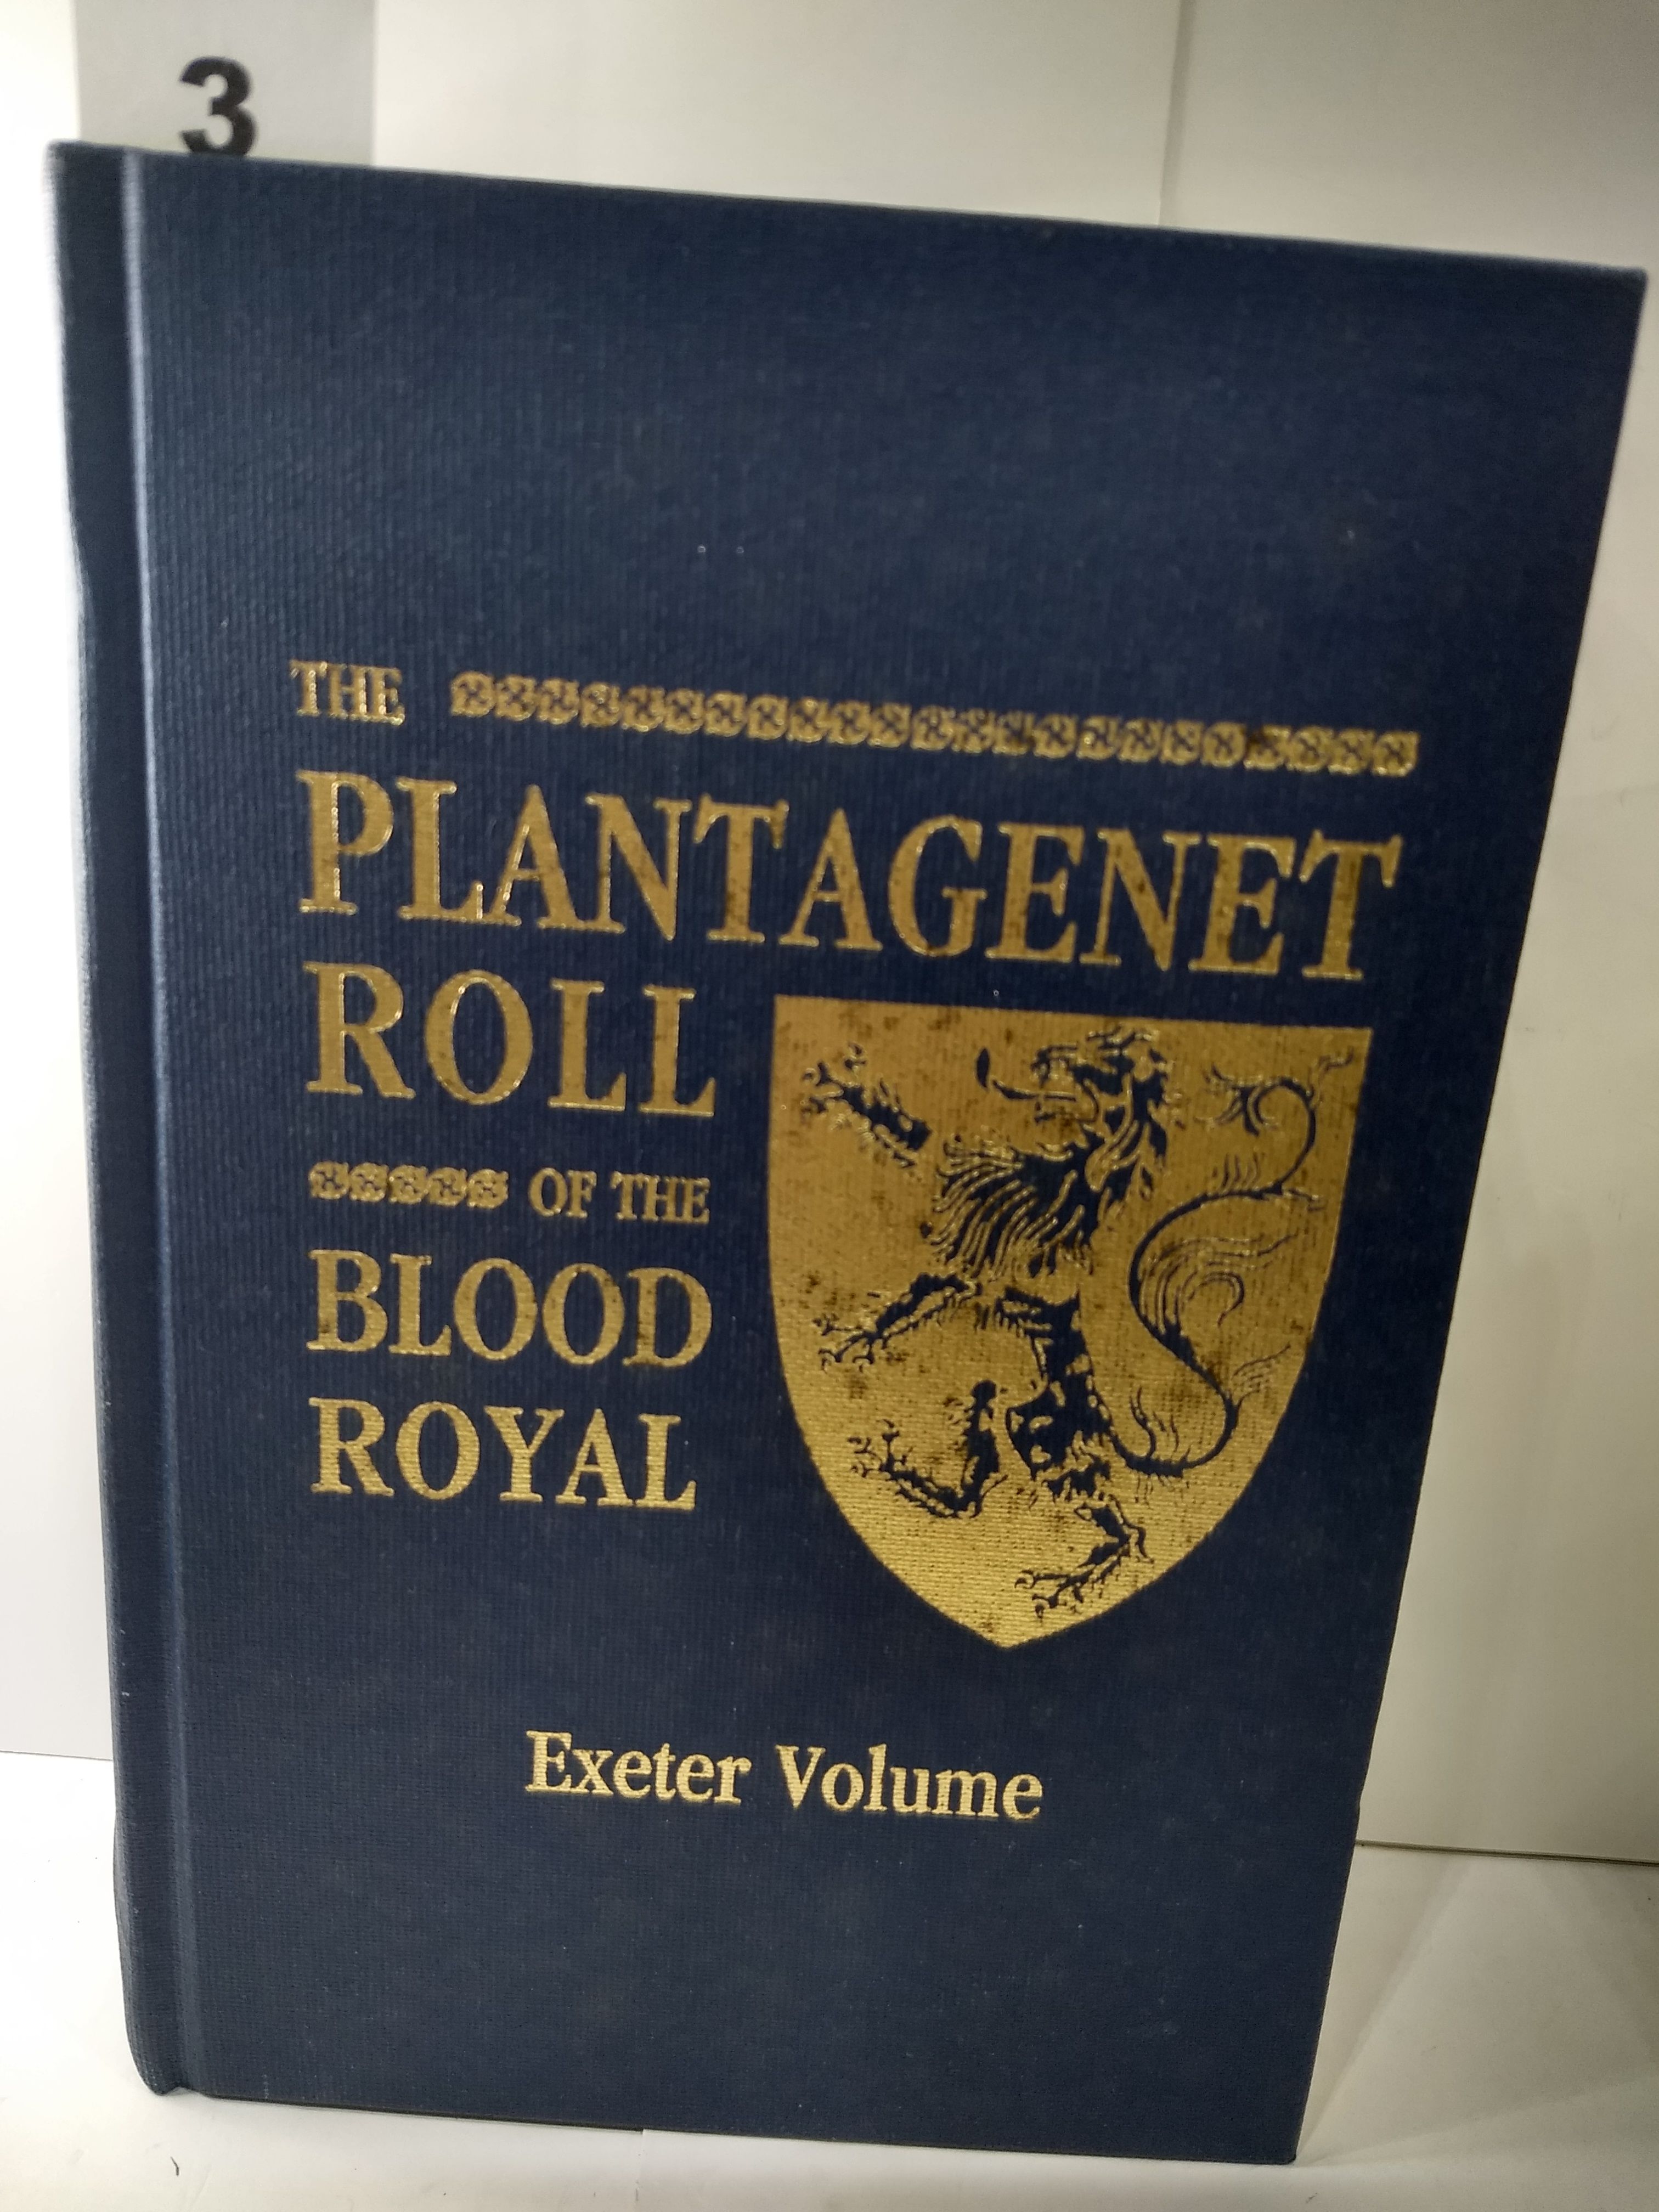 3
THE
PLANTAGENET
ROLL
OF THE
BLOOD
ROYAL
Exeter Volume